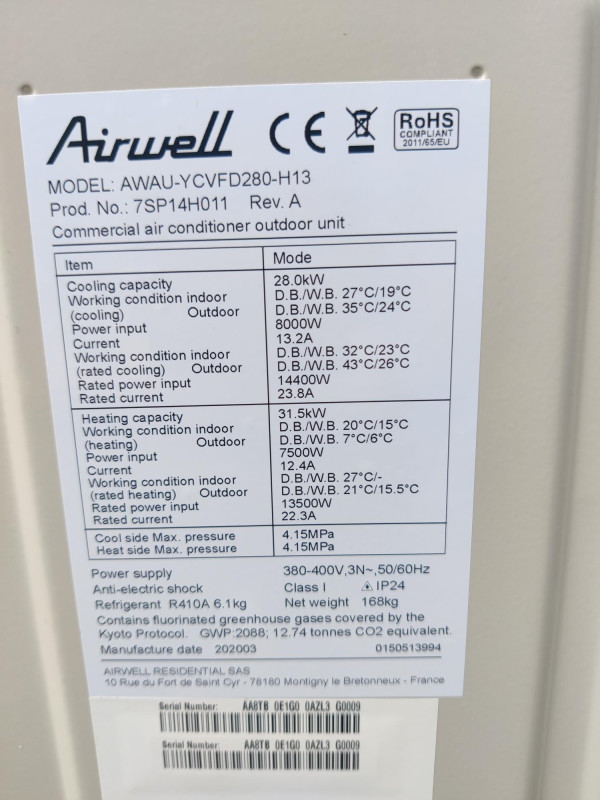 Airwell CE RoHS
COMPLIANT
2011/65/EU
MODEL: AWAU-YCVFD280-H13
Prod. No.: 7SP14H011 Rev. A
Commercial air conditioner outdoor unit
Item Mode
Cooling capacity 28.0kW
Working condition indoor D.B./W.B. 27°C/19°C
(cooling) Outdoor D.B./W.B. 35°C/24°C
Power input 8000W
Current 13.2A
Working condition indoor D.B./W.B. 32°C/23°C
(rated cooling) Outdoor D.B./W.B. 43°C/26°C
Rated power input 14400W
Rated current 23.8A
Heating capacity 31.5kW
Working condition indoor D.B./W.B. 20°C/15°C
(heating) Outdoor D.B./W.B. 7°C/6°C
Power input 7500W
Current 12.4A
Working condition indoor D.B./W.B. 27°C/-
(rated heating) Outdoor D.B./W.B. 21°C/15.5°C
Rated power input 13500W
Rated current 22.3A
Cool side Max. pressure 4.15MPa
Heat side Max. pressure 4.15MPa
Power supply 380-400V,3N~,50/60Hz
Anti-electric shock Class I IP24
Refrigerant R410A 6.1kg Net weight 168kg
Contains fluorinated greenhouse gases covered by the
Kyoto Protocol. GWP:2088; 12.74 tonnes CO2 equivalent.
Manufacture date 202003 0150513994
AIRWELL RESIDENTIAL SAS
10 Rue du Fort de Saint Cyr - 78180 Montigny le Bretonneux - France
Serial Number: AA8TB 0E1G0 0AZL3 G0009
Serial Number: AA8TB 0E1G0 0AZL3 G0009